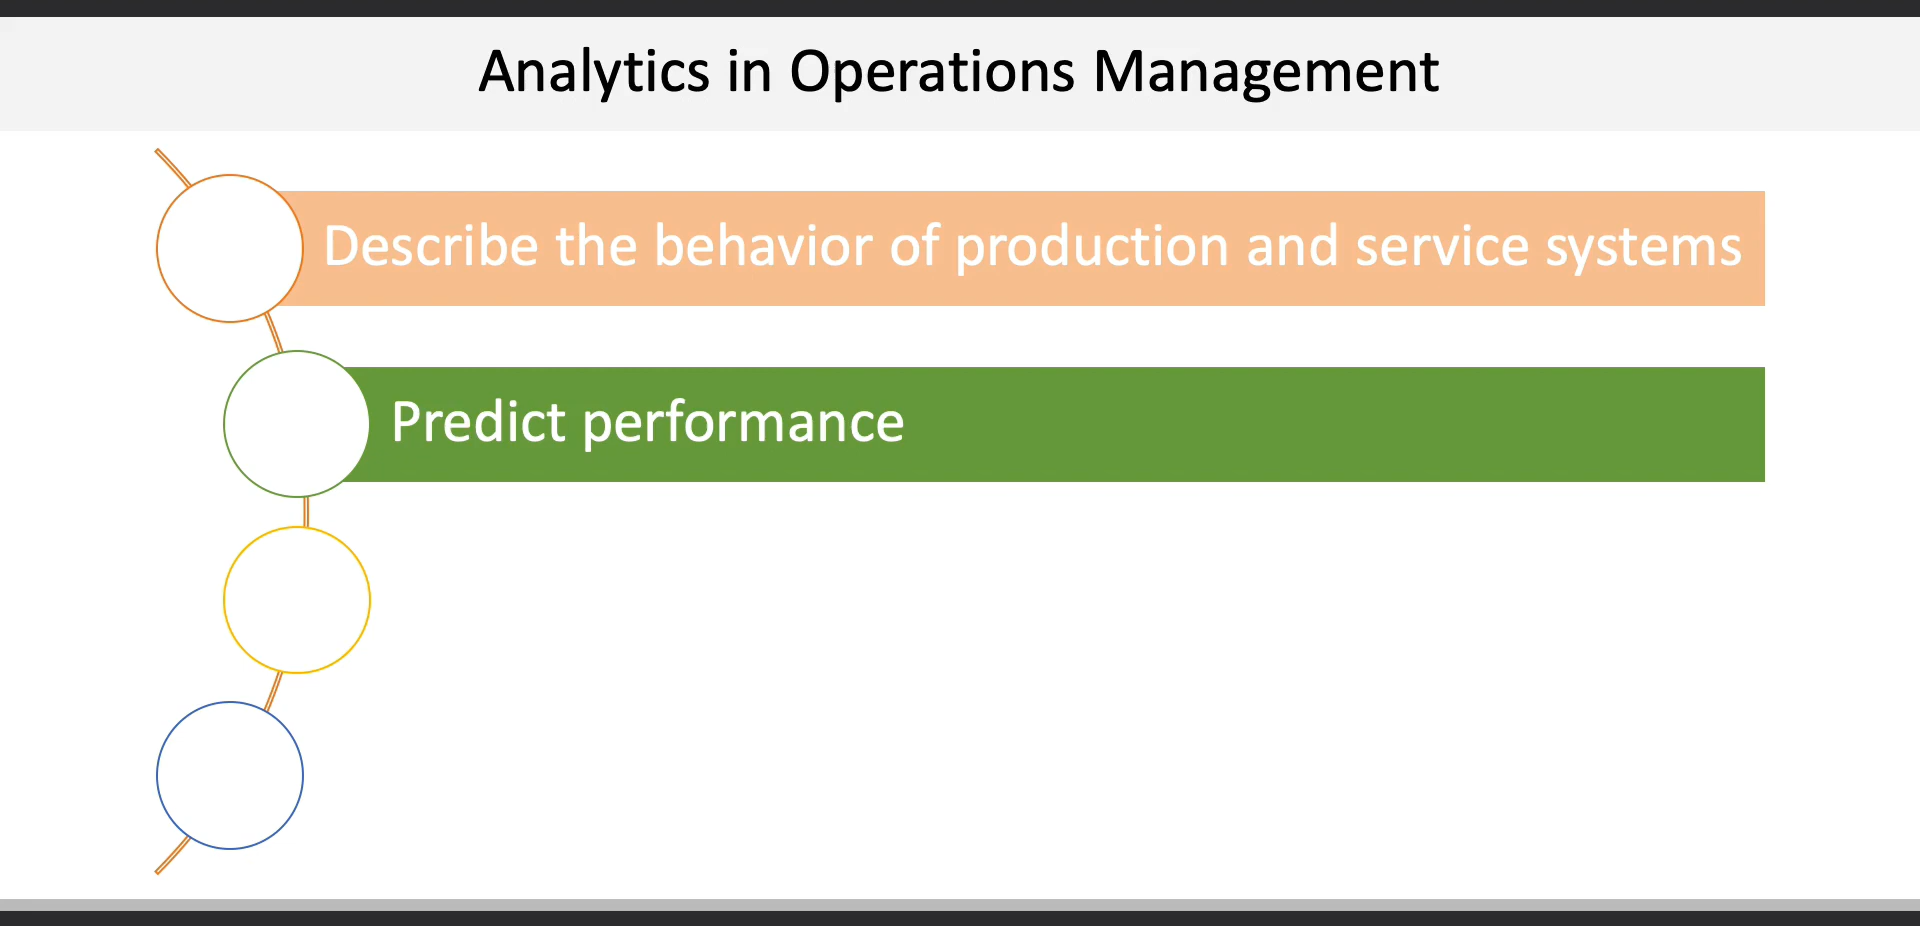 Analytics in Operations Management
Describe the behavior of production and service systems
Predict performance